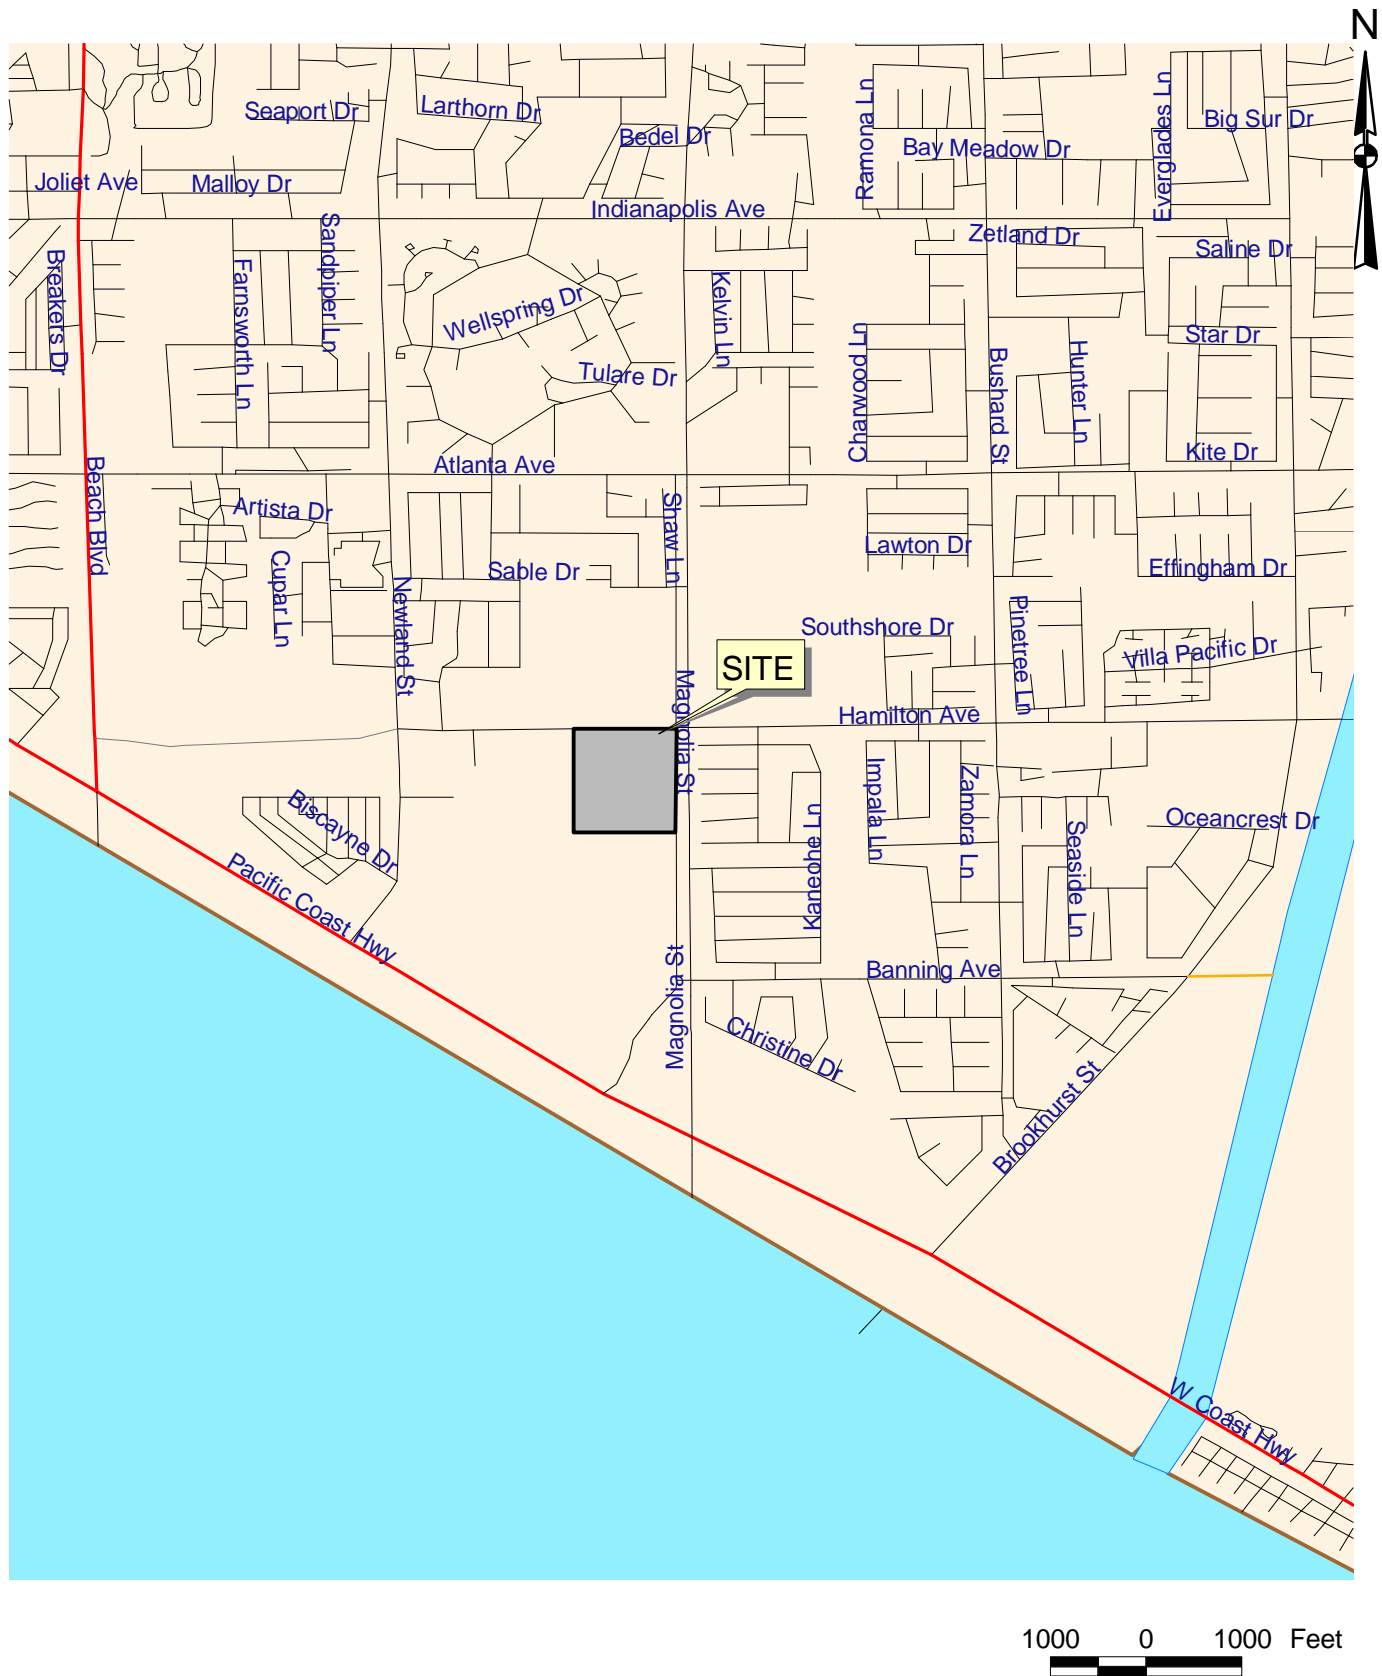 N
Seaport Dr
Larthorn Dr
Bedel Dr
Ramona Ln
Bay Meadow Dr
Everglades Ln
Big Sur Dr
Joliet Ave
Malloy Dr
Indianapolis Ave
Sandpiper Ln
Zetland Dr
Saline Dr
Breakers Dr
Farnsworth Ln
Wellspring Dr
Kelvin Ln
Tulare Dr
Charwood Ln
Bushard St
Hunter Ln
Star Dr
Kite Dr
Beach Blvd
Atlanta Ave
Artista Dr
Shaw Ln
Lawton Dr
Cupar Ln
Newland St
Sable Dr
Effingham Dr
Southshore Dr
Pinetree Ln
Villa Pacific Dr
SITE
Magnolia St
Hamilton Ave
Biscayne Dr
Impala Ln
Zamora Ln
Kaneohe Ln
Seaside Ln
Oceancrest Dr
Pacific Coast Hwy
Magnolia St
Banning Ave
Christine Dr
Brookhurst St
W Coast Hwy
1000 0 1000 Feet